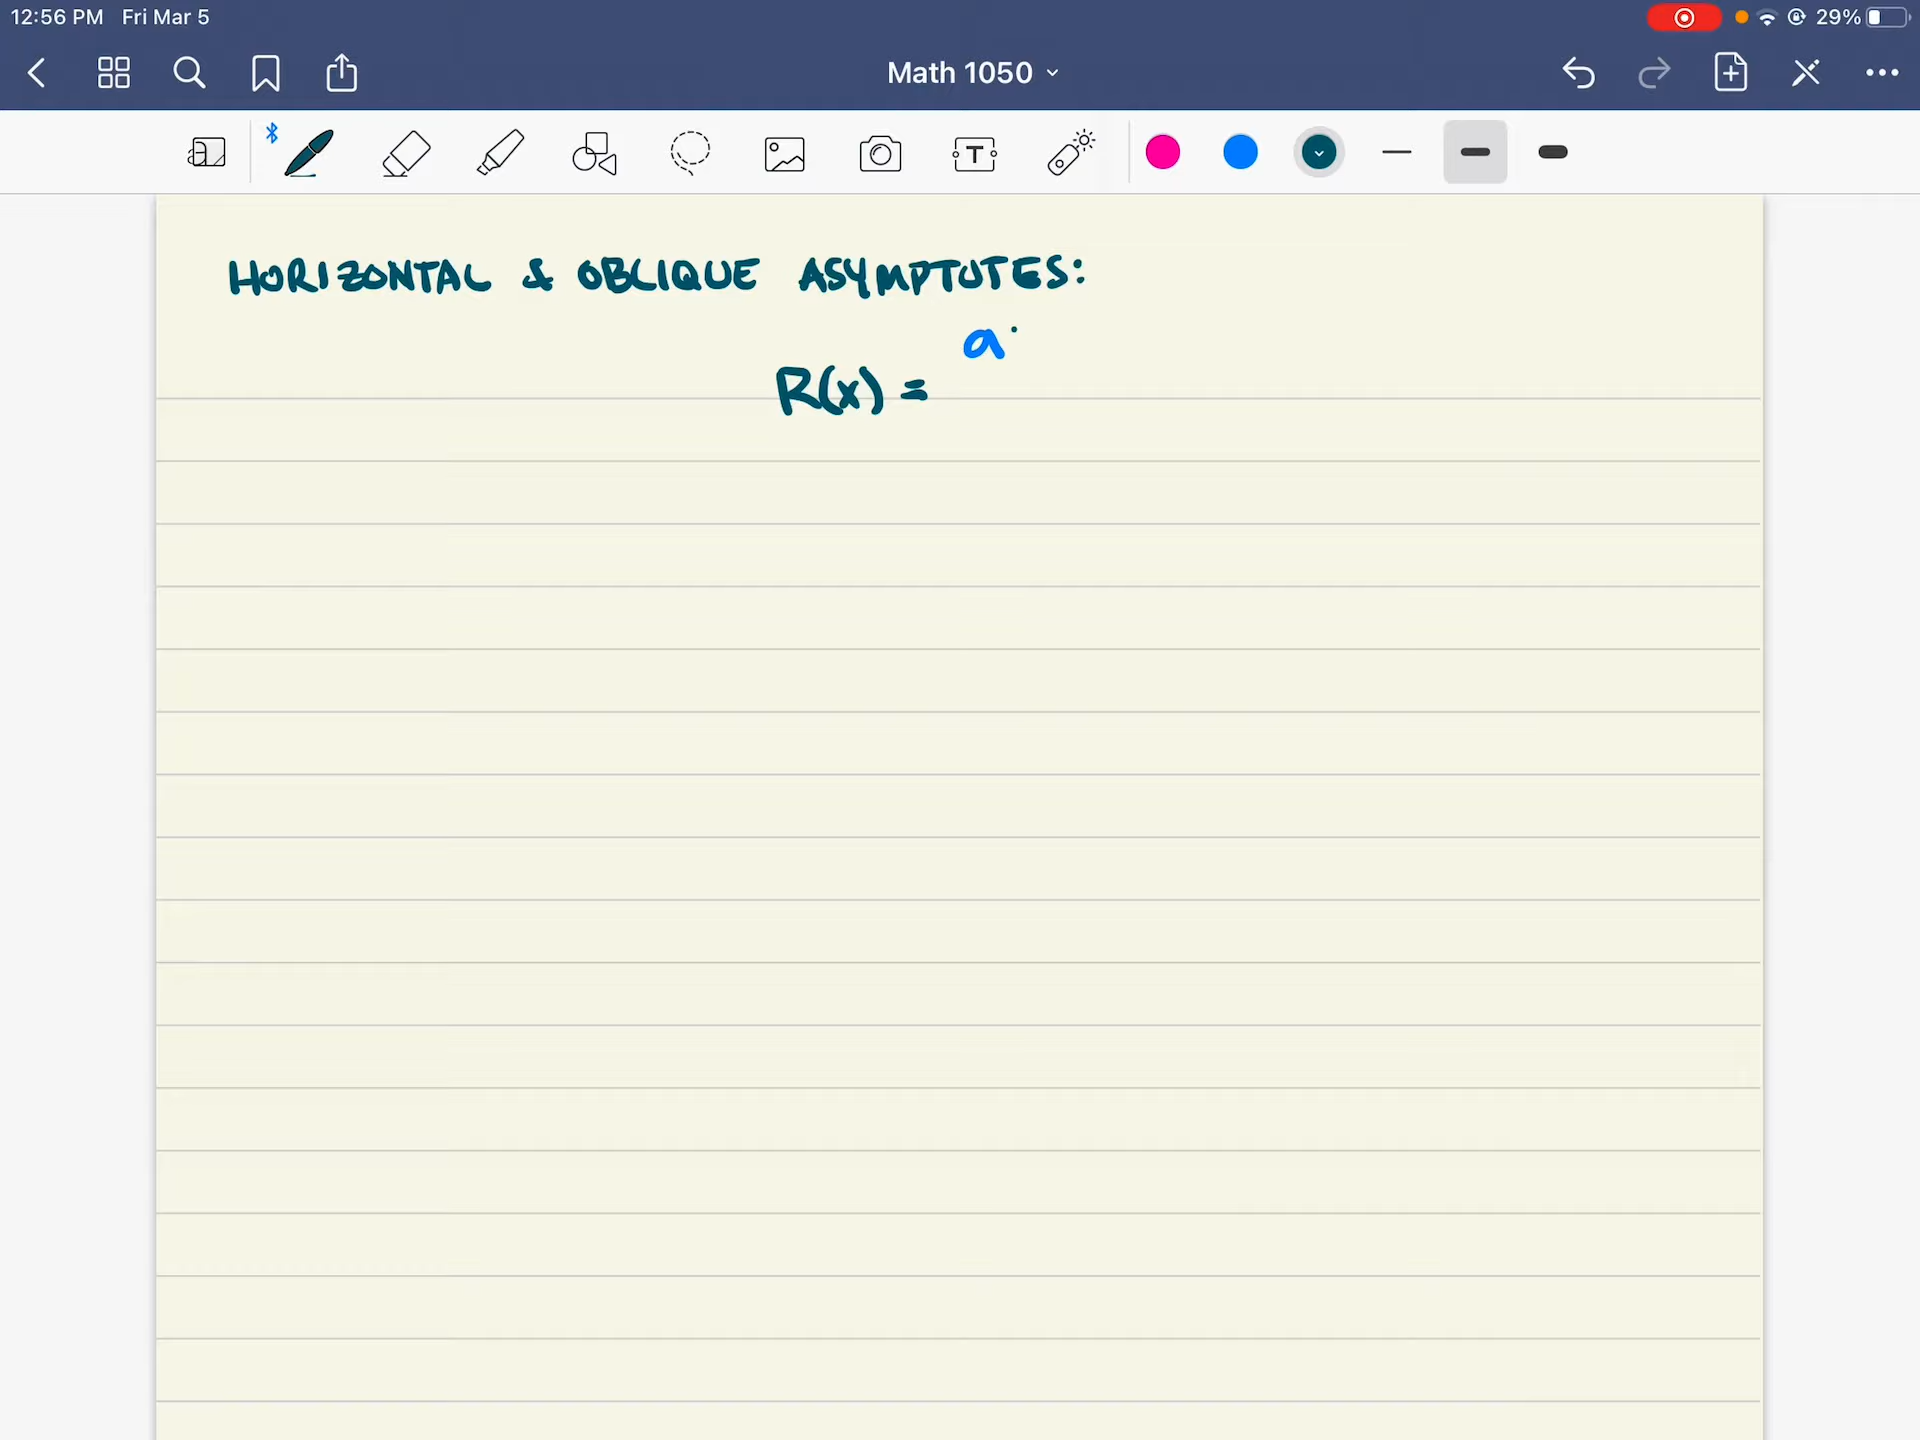 12:56 PM Fri Mar 5
29%
Math 1050
T
HORIZONTAL & OBLIQUE ASYMPTOTES:
a
R(x) =